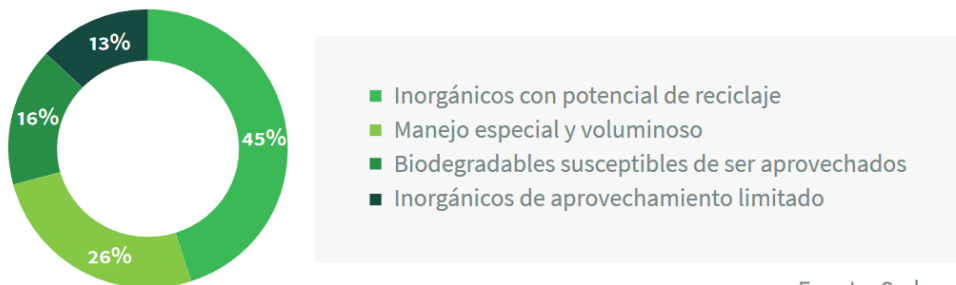 13%
16%
45%
26%
Inorgánicos con potencial de reciclaje
Manejo especial y voluminoso
Biodegradables susceptibles de ser aprovechados
Inorgánicos de aprovechamiento limitado